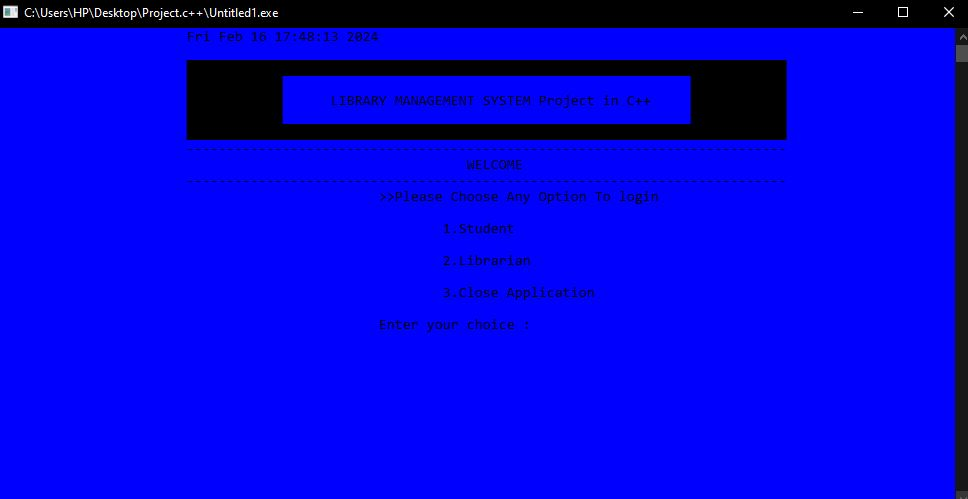 C:\Users\HP\Desktop\Project.c++\Untitled1.exe
Fri Feb 16 17:48:13 2024
LIBRARY MANAGEMENT SYSTEM Project in C++
---------------------------------------------------------------------------
WELCOME
---------------------------------------------------------------------------
>>Please Choose Any Option To login
1.Student
2.Librarian
3.Close Application
Enter your choice :